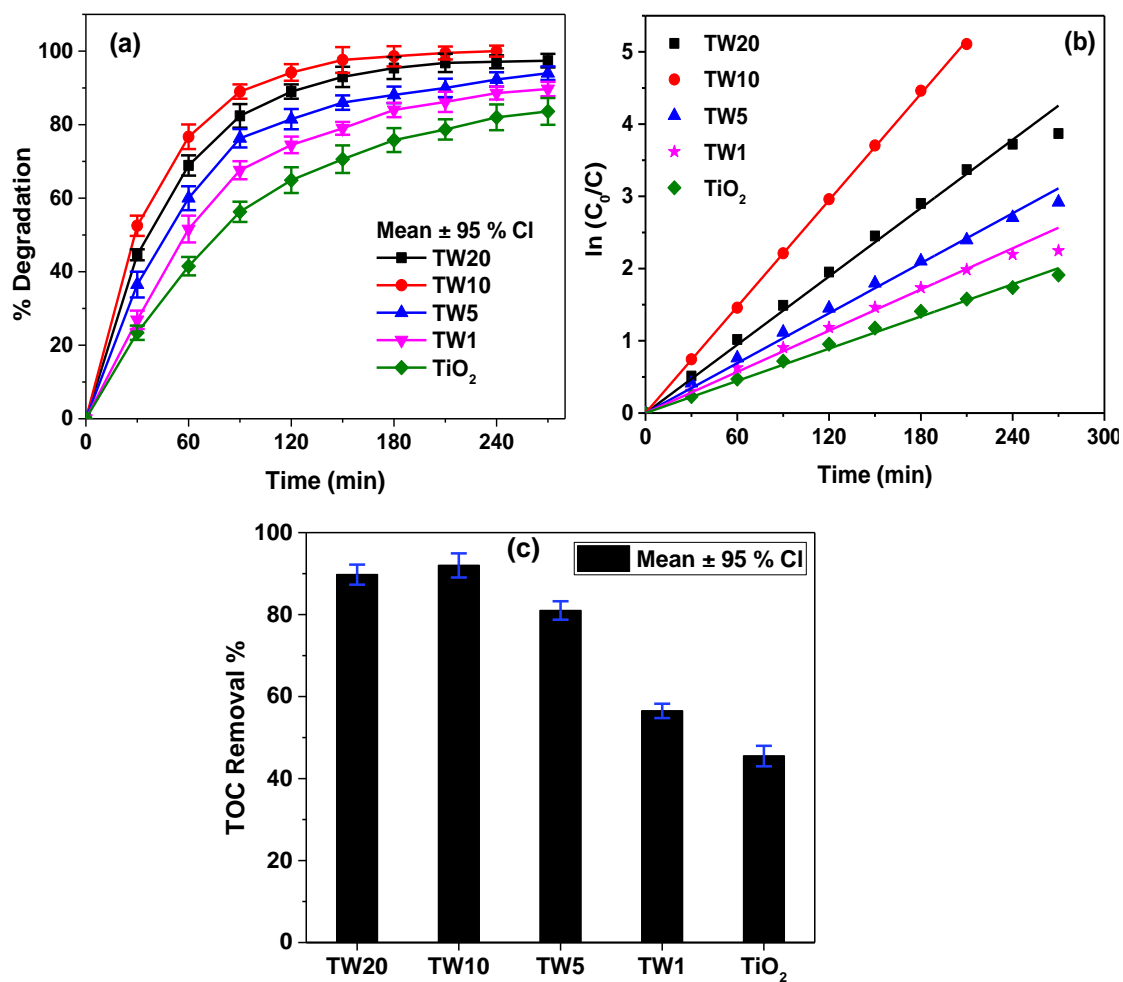 (a)
100
80
60
40
20
0
% Degradation
Mean ± 95 % CI
TW20
TW10
TW5
TW1
TiO₂
0 60 120 180 240
Time (min)
(b)
TW20
TW10
TW5
TW1
TiO₂
5
4
3
2
1
0
ln (C₀/C)
0 60 120 180 240 300
Time (min)
(c)
Mean ± 95 % CI
100
80
60
40
20
0
TOC Removal %
TW20 TW10 TW5 TW1 TiO₂